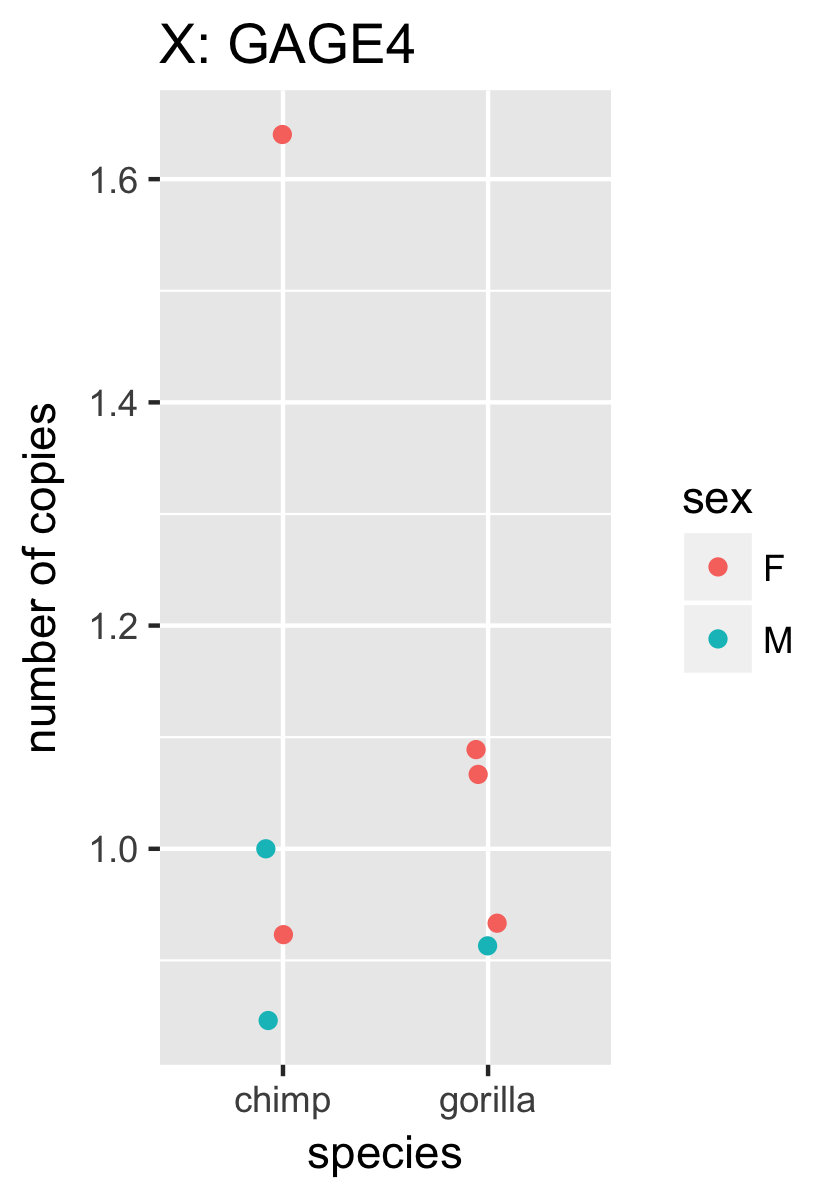 X: GAGE4
number of copies
1.6
1.4
1.2
1.0
chimp gorilla
species
sex
F
M